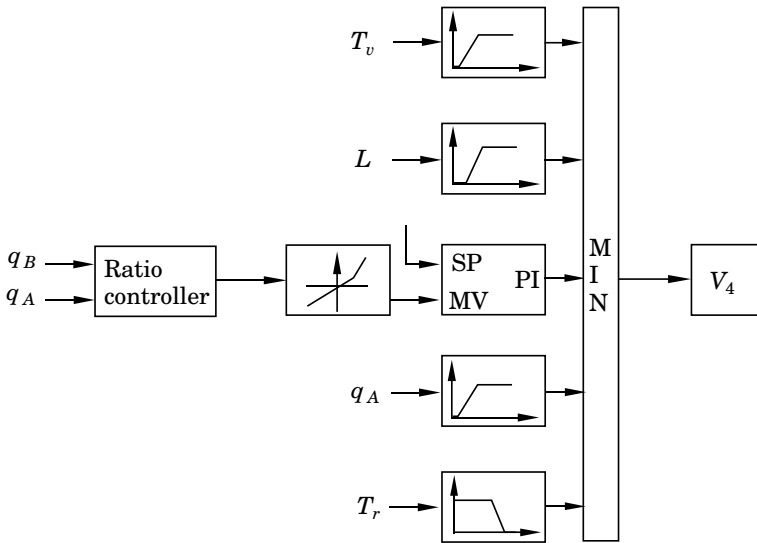 T_v
L
q_B
q_A
Ratio
controller
SP
MV
PI
M
I
N
V_4
q_A
T_r